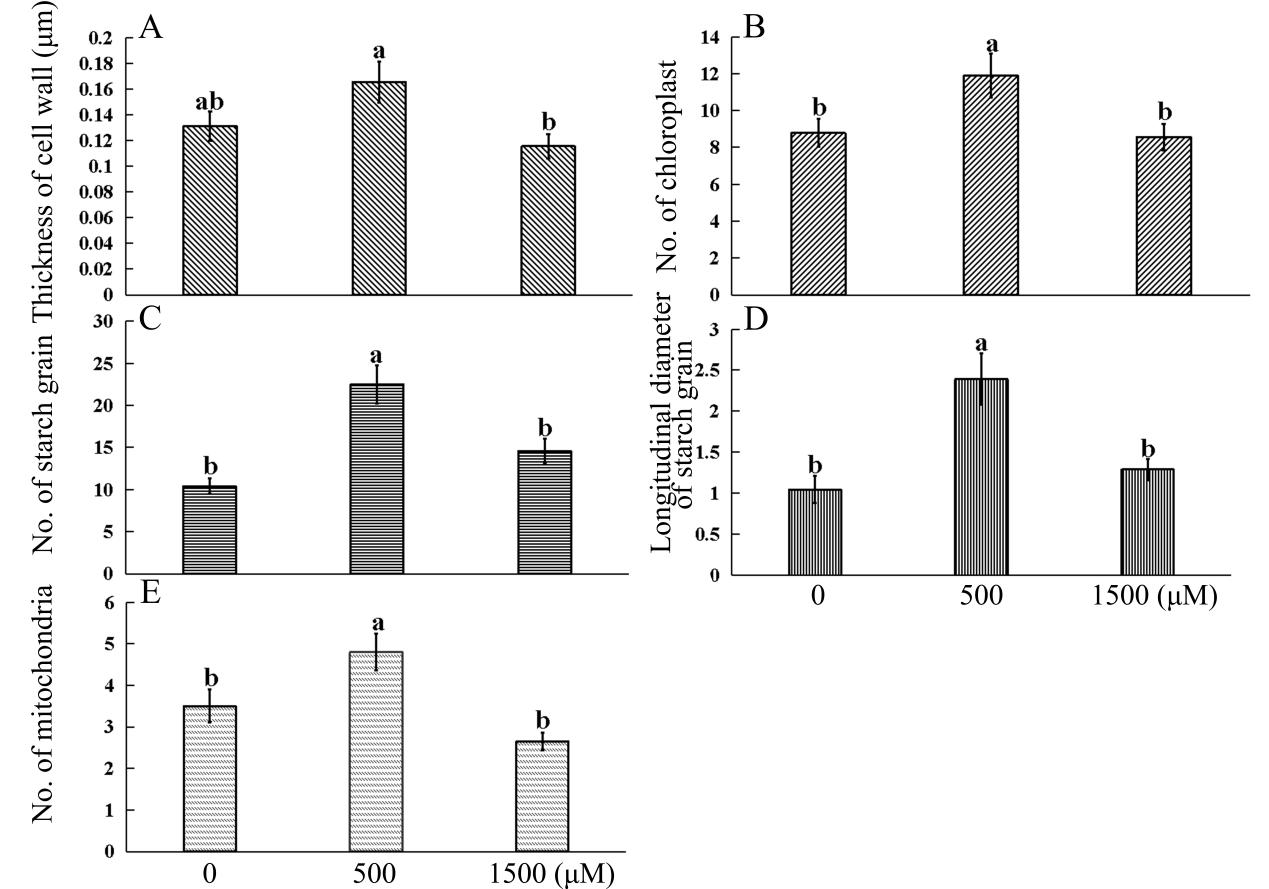 A
Thickness of cell wall (μm)
0.2
0.18
0.16
0.14
0.12
0.1
0.08
0.06
0.04
0.02
0
ab
a
b
B
No. of chloroplast
14
12
10
8
6
4
2
0
b
a
b
C
No. of starch grain
30
25
20
15
10
5
0
b
a
b
D
Longitudinal diameter
of starch grain
3
2.5
2
1.5
1
0.5
0
b
a
b
0 500 1500 (μM)
E
No. of mitochondria
6
5
4
3
2
1
0
b
a
b
0 500 1500 (μM)